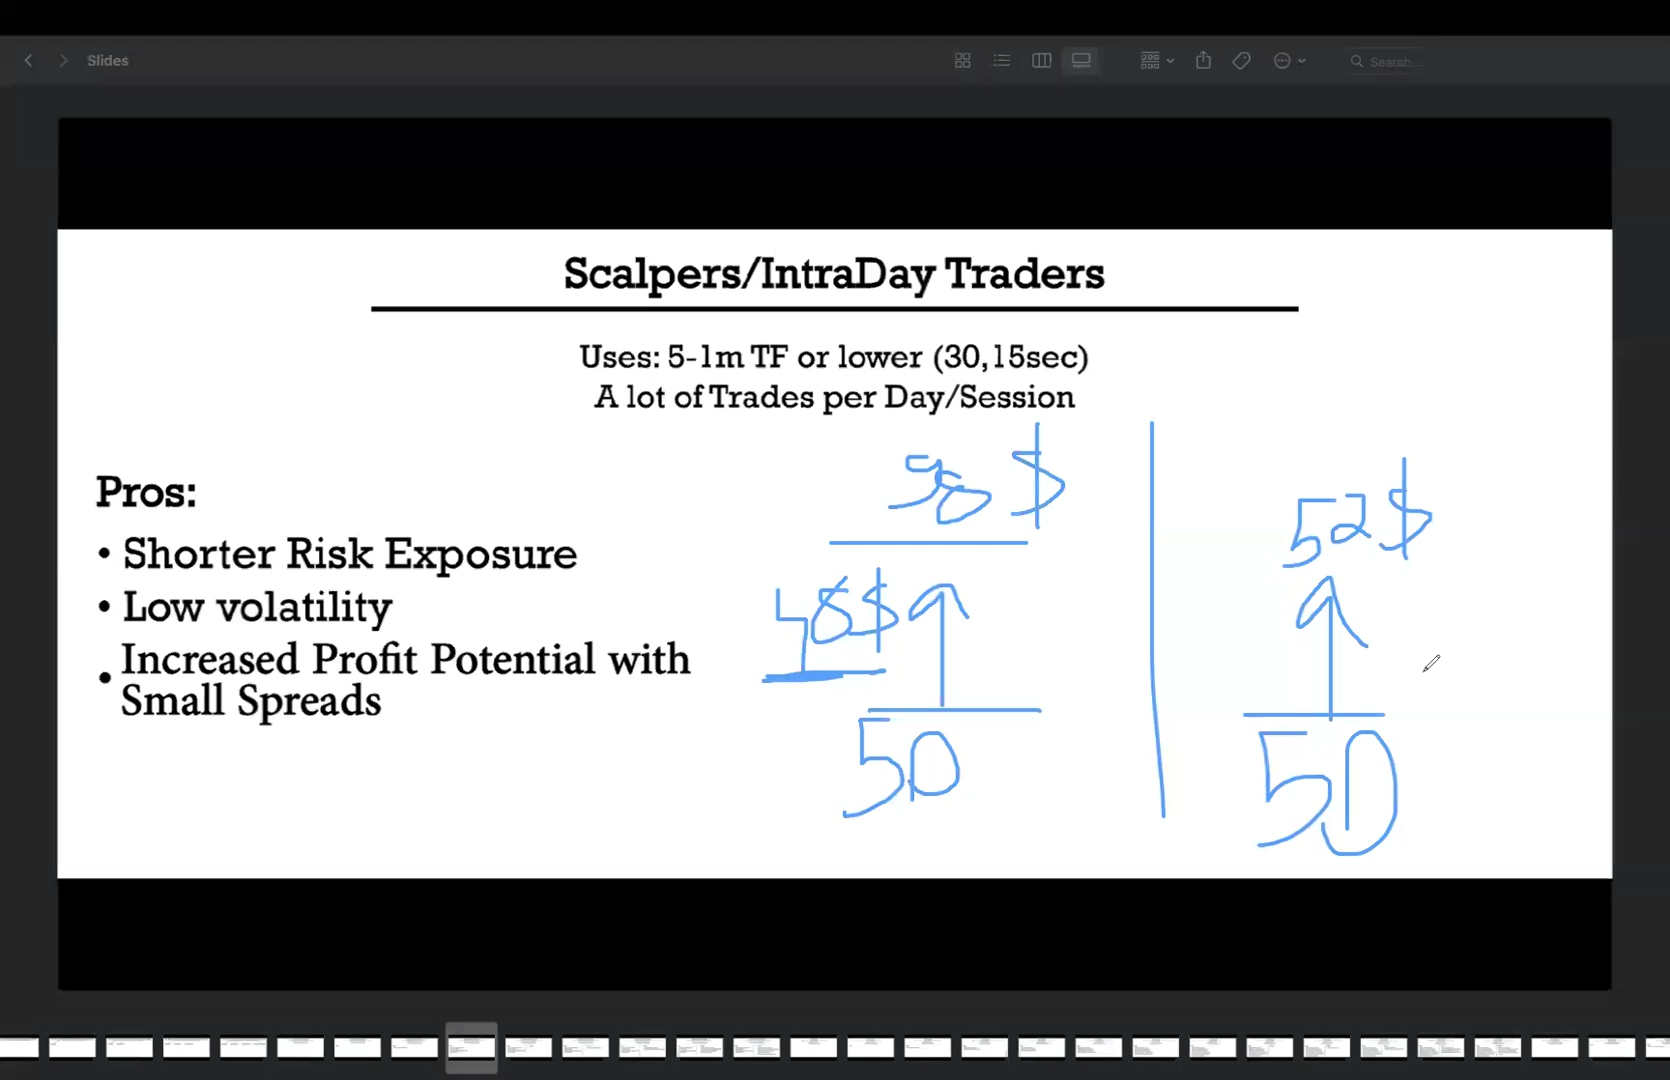 Slides
Search...
Scalpers/IntraDay Traders
Uses: 5-1m TF or lower (30,15sec)
A lot of Trades per Day/Session
Pros:
• Shorter Risk Exposure
• Low volatility
• Increased Profit Potential with
Small Spreads
58 $
48$
50
52$
50